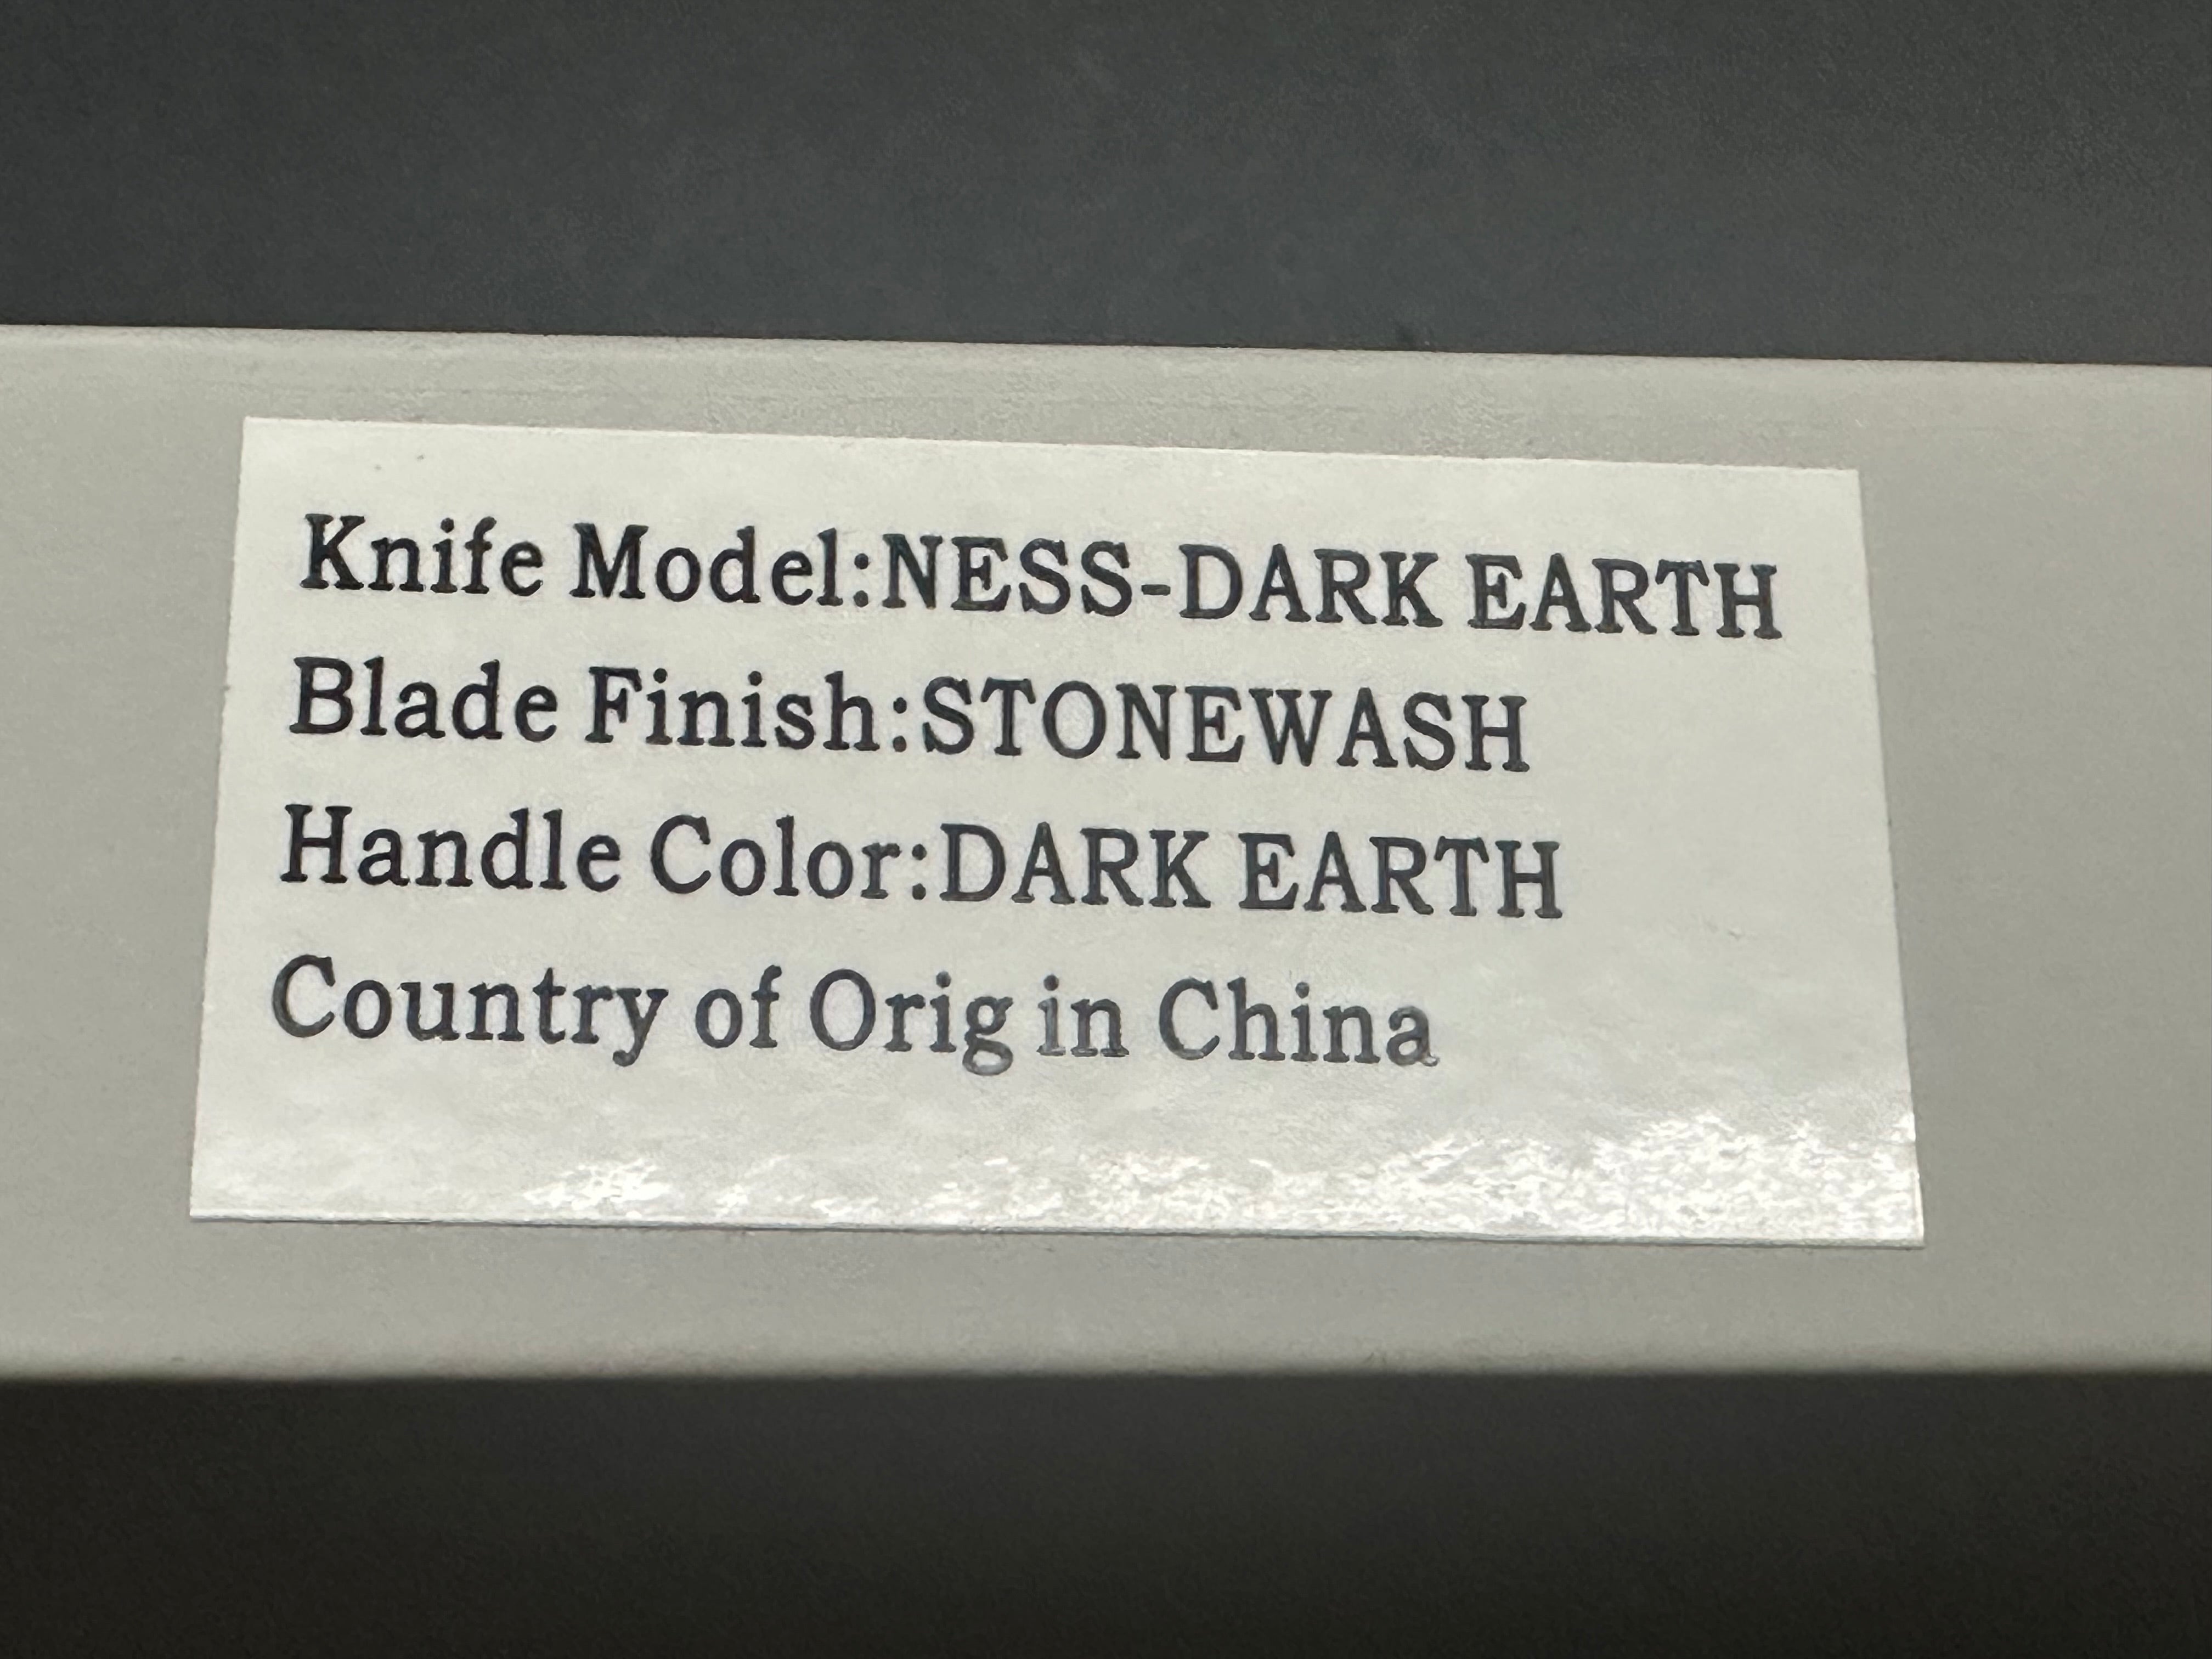 Knife Model:NESS-DARK EARTH
Blade Finish:STONEWASH
Handle Color:DARK EARTH
Country of Orig in China